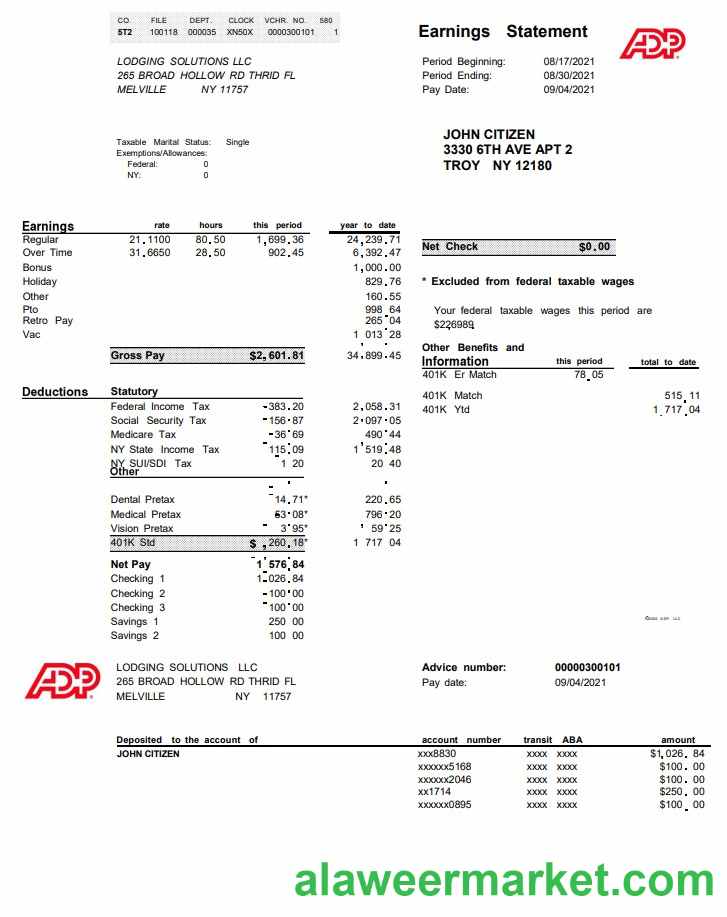 CO. FILE DEPT. CLOCK VCHR. NO. 580
5T2 100118 000035 XN50X 0000300101 1
LODGING SOLUTIONS LLC
265 BROAD HOLLOW RD THRID FL
MELVILLE NY 11757
Earnings Statement
ADP
Period Beginning: 08/17/2021
Period Ending: 08/30/2021
Pay Date: 09/04/2021
Taxable Marital Status: Single
Exemptions/Allowances:
Federal: 0
NY: 0
JOHN CITIZEN
3330 6TH AVE APT 2
TROY NY 12180
Earnings rate hours this period year to date
Regular 21.1100 80.50 1,699.36 24,239.71
Over Time 31.6650 28.50 902.45 6,392.47
Bonus 1,000.00
Holiday 829.76
Other 160.55
Pto 998.64
Retro Pay 265 04
Vac 1 013 28
Gross Pay $2,601.81 34,899.45
Net Check $0.00
* Excluded from federal taxable wages
Your federal taxable wages this period are
$226989
Other Benefits and
Information this period total to date
401K Er Match 78.05
401K Match 515.11
401K Ytd 1 717 04
Deductions Statutory
Federal Income Tax -383.20 2,058.31
Social Security Tax -156.87 2,097.05
Medicare Tax -36.69 490.44
NY State Income Tax 115.09 1,519.48
NY SUI/SDI Tax 1 20 20 40
Other
Dental Pretax 14.71* 220.65
Medical Pretax 53.08* 796.20
Vision Pretax 3.95* 59.25
401K Std $ ,260.18* 1 717 04
Net Pay 1 576.84
Checking 1 1,026.84
Checking 2 -100.00
Checking 3 100.00
Savings 1 250 00
Savings 2 100 00
ADP
LODGING SOLUTIONS LLC
265 BROAD HOLLOW RD THRID FL
MELVILLE NY 11757
Advice number: 00000300101
Pay date: 09/04/2021
Deposited to the account of account number transit ABA amount
JOHN CITIZEN xxx8830 xxxx xxxx $1,026.84
xxxxxx5168 xxxx xxxx $100.00
xxxxxx2046 xxxx xxxx $100.00
xx1714 xxxx xxxx $250.00
xxxxxx0895 xxxx xxxx $100.00
alaweermarket.com